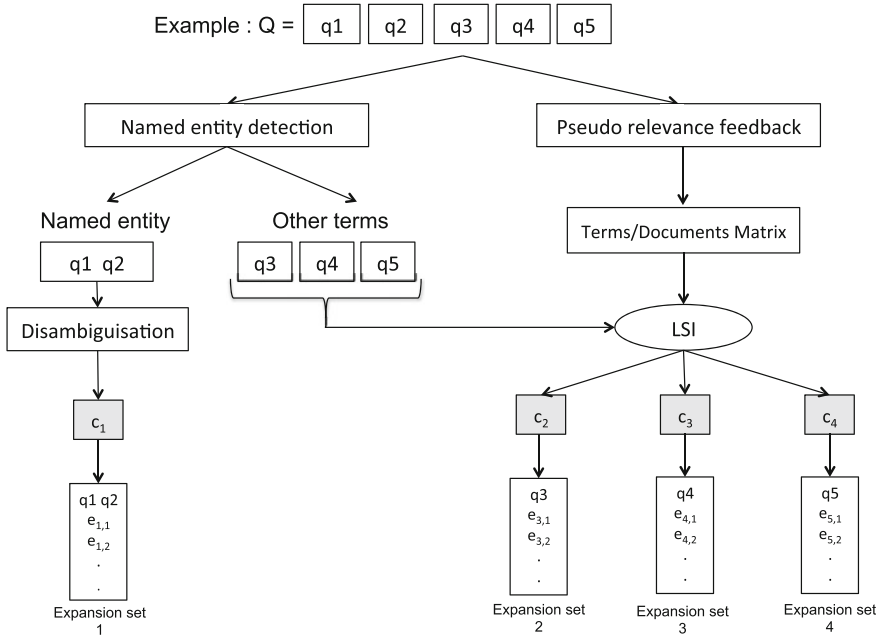 Example : Q = q1 q2 q3 q4 q5
Named entity detection
Pseudo relevance feedback
Named entity
Other terms
q1 q2
q3 q4 q5
Terms/Documents Matrix
Disambiguisation
LSI
c1
c2 c3 c4
q1 q2
e1,1
e1,2
.
.
Expansion set
1
q3
e3,1
e3,2
.
.
Expansion set
2
q4
e4,1
e4,2
.
.
Expansion set
3
q5
e5,1
e5,2
.
.
Expansion set
4